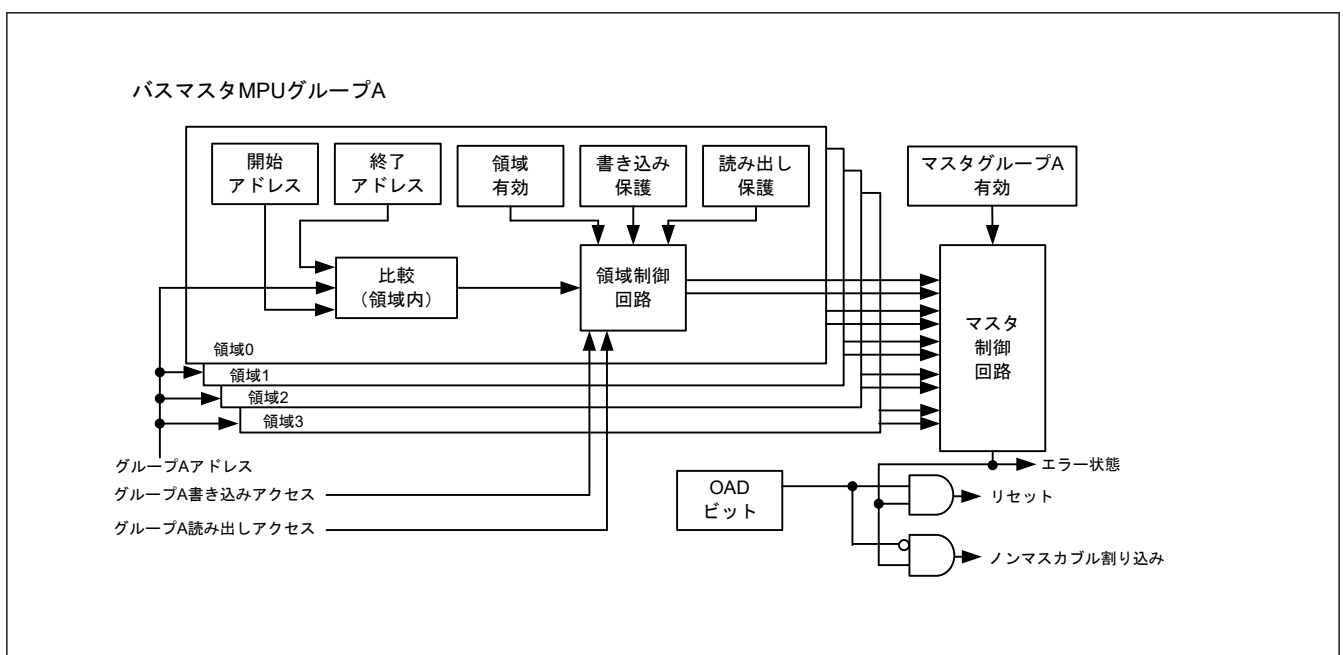 バスマスタMPUグループA
開始
アドレス
終了
アドレス
領域
有効
書き込み
保護
読み出し
保護
マスタグループA
有効
比較
（領域内）
領域制御
回路
マスタ
制御
回路
領域0
領域1
領域2
領域3
グループAアドレス
グループA書き込みアクセス
グループA読み出しアクセス
OAD
ビット
エラー状態
リセット
ノンマスカブル割り込み